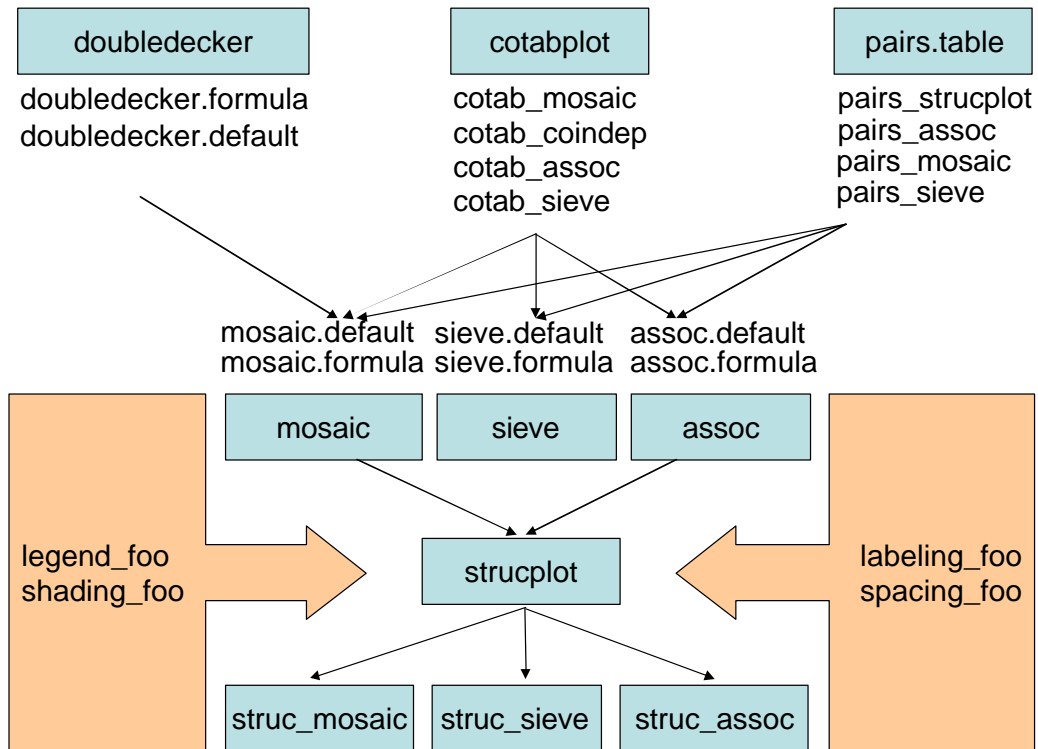 doubledecker
cotabplot
pairs.table
doubledecker.formula
doubledecker.default
cotab_mosaic
cotab_coindep
cotab_assoc
cotab_sieve
pairs_strucplot
pairs_assoc
pairs_mosaic
pairs_sieve
mosaic.default
mosaic.formula
sieve.default
sieve.formula
assoc.default
assoc.formula
mosaic
sieve
assoc
legend_foo
shading_foo
strucplot
labeling_foo
spacing_foo
struc_mosaic
struc_sieve
struc_assoc